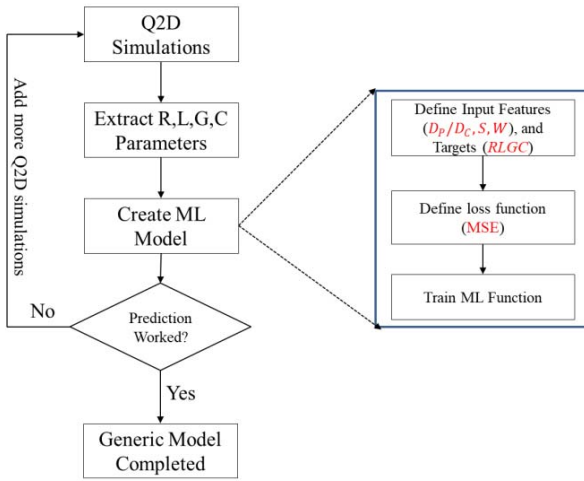 Q2D
Simulations
Extract R,L,G,C
Parameters
Create ML
Model
Prediction
Worked?
No
Add more Q2D simulations
Yes
Generic Model
Completed
Define Input Features
(D_P/D_C, S, W), and
Targets (RLGC)
Define loss function
(MSE)
Train ML Function